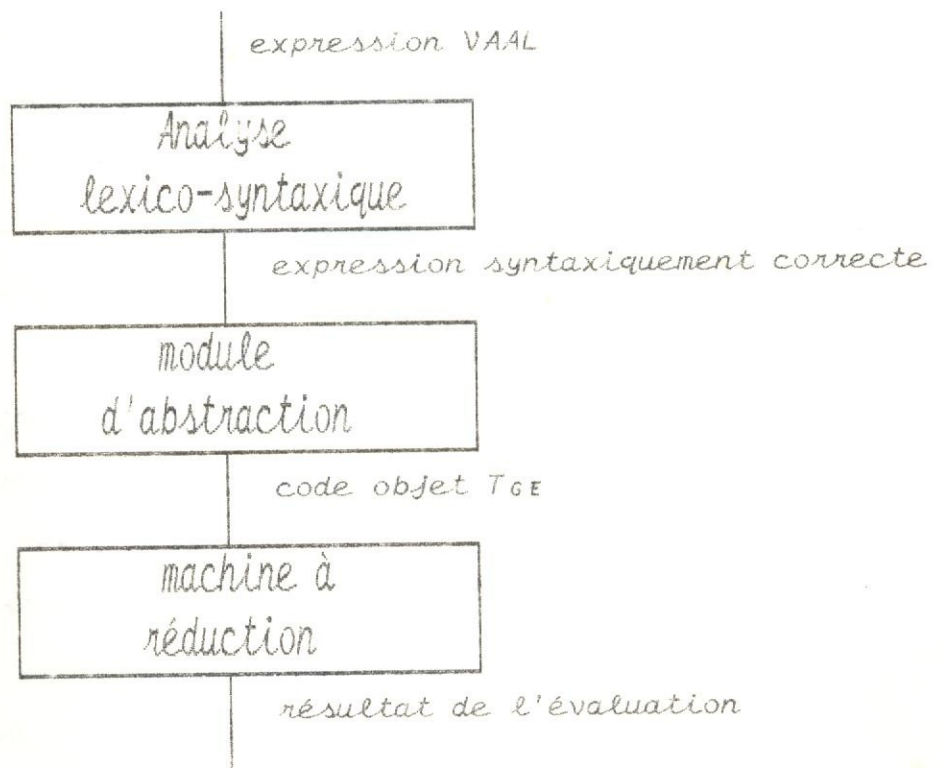 expression VAAL
Analyse
lexico-syntaxique
expression syntaxiquement correcte
module
d'abstraction
code objet TGE
machine à
réduction
résultat de l'évaluation